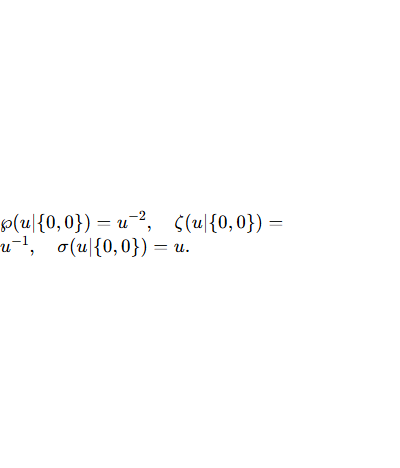 ℘(u|{0,0}) = u⁻², ζ(u|{0,0}) =
u⁻¹, σ(u|{0,0}) = u.